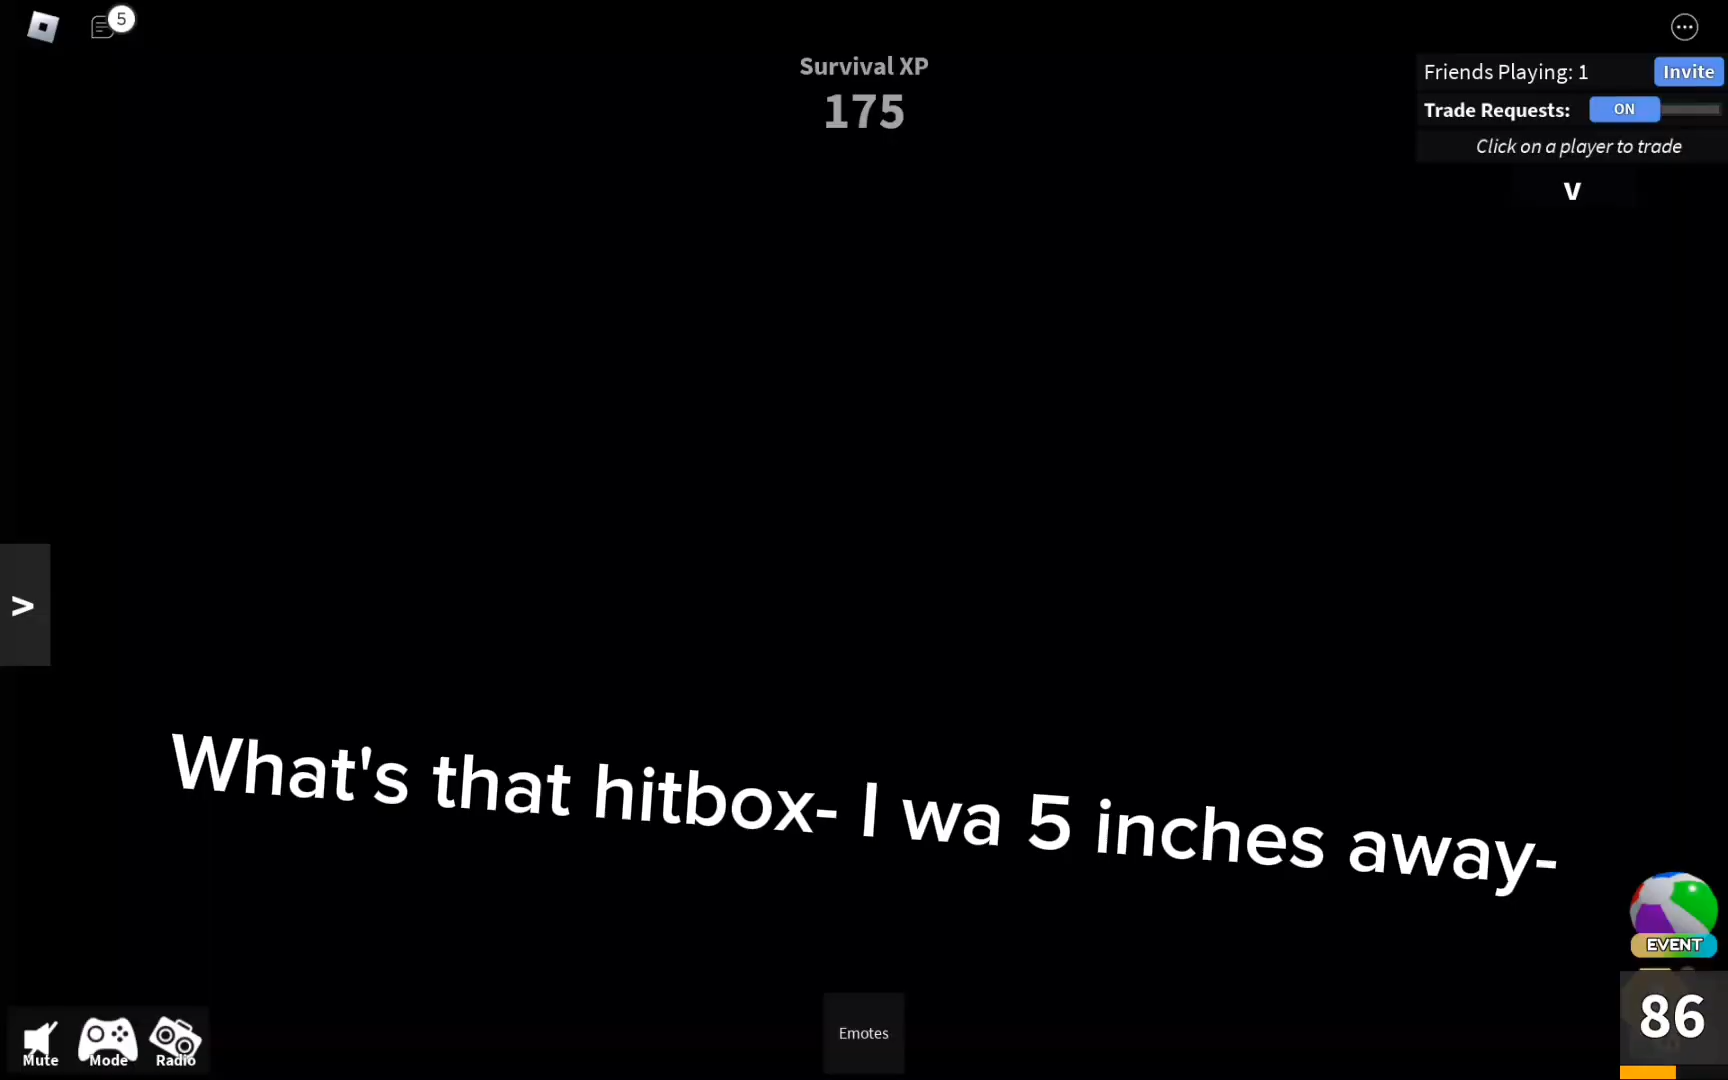 5
Survival XP
175
Friends Playing: 1
Invite
Trade Requests:
ON
Click on a player to trade
v
>
What's that hitbox- I wa 5 inches away-
EVENT
86
Mute
Mode
Radio
Emotes